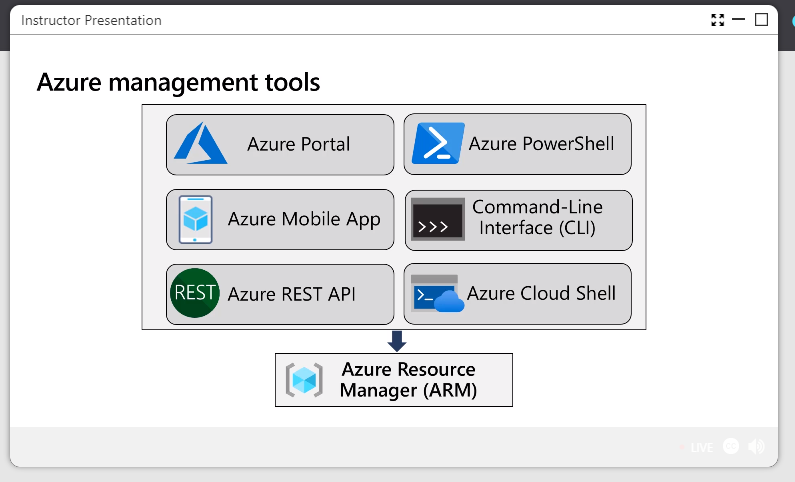 Instructor Presentation
Azure management tools
Azure Portal
Azure PowerShell
Azure Mobile App
>>>
Command-Line
Interface (CLI)
REST
Azure REST API
Azure Cloud Shell
Azure Resource
Manager (ARM)
LIVE